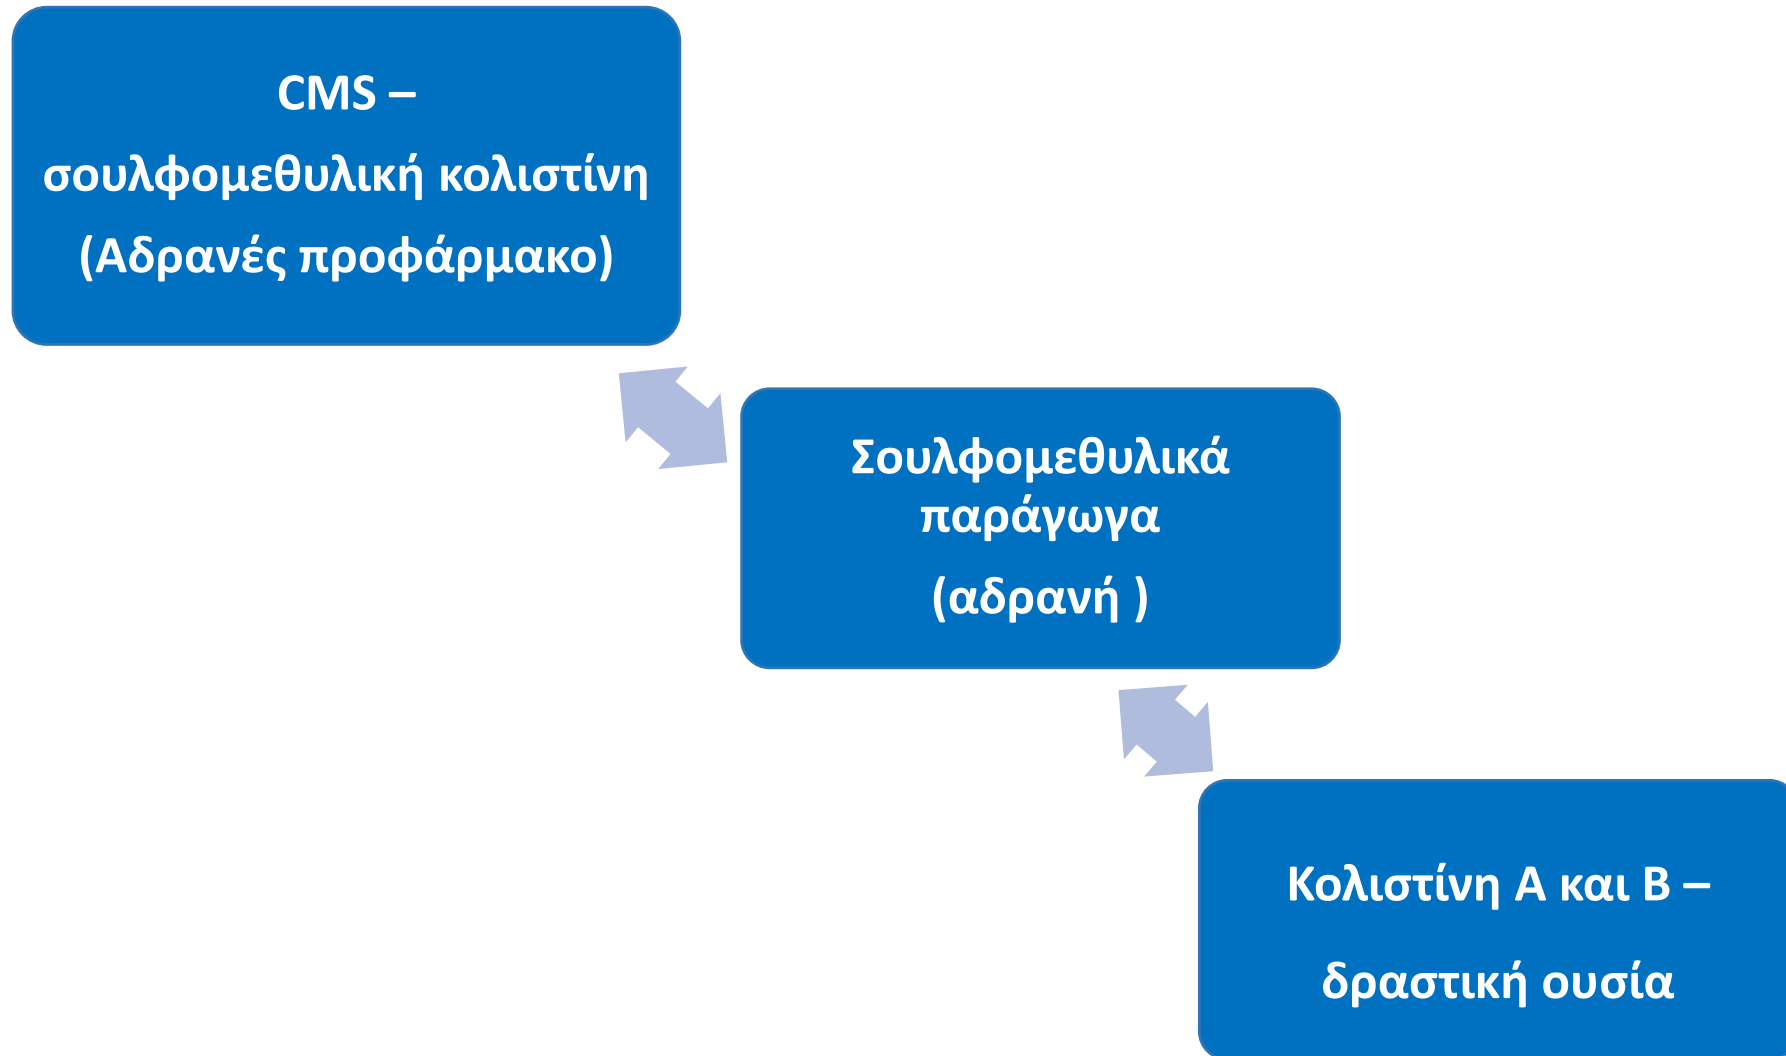 CMS –
σουλφομεθυλική κολιστίνη
(Αδρανές προφάρμακο)
Σουλφομεθυλικά
παράγωγα
(αδρανή )
Κολιστίνη Α και Β –
δραστική ουσία